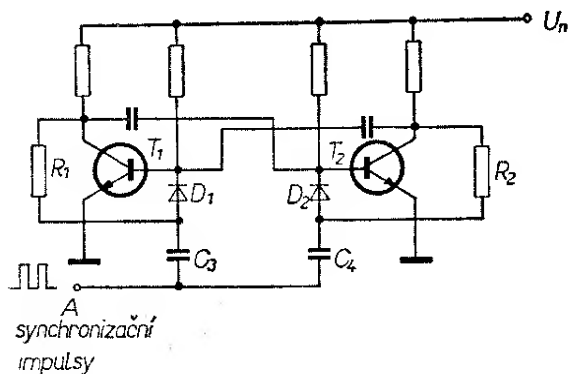 Uₙ
T₁
T₂
R₁
D₁
D₂
R₂
C₃
C₄
A
synchronizační
impulsy